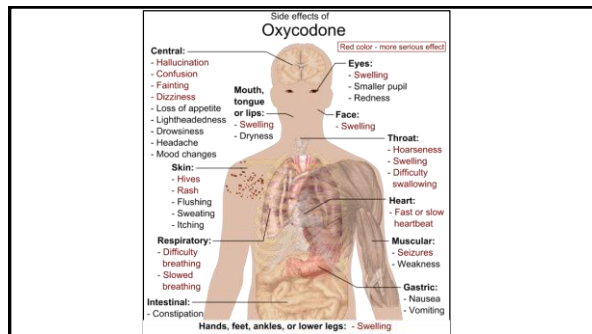 Side effects of
Oxycodone
Red color - more serious effect
Central:
- Hallucination
- Confusion
- Fainting
- Dizziness
- Loss of appetite
- Lightheadedness
- Drowsiness
- Headache
- Mood changes
Eyes:
- Swelling
- Smaller pupil
- Redness
Mouth,
tongue
or lips:
- Swelling
- Dryness
Face:
- Swelling
Throat:
- Hoarseness
- Swelling
- Difficulty
swallowing
Skin:
- Hives
- Rash
- Flushing
- Sweating
- Itching
Heart:
- Fast or slow
heartbeat
Respiratory:
- Difficulty
breathing
- Slowed
breathing
Muscular:
- Seizures
- Weakness
Gastric:
- Nausea
- Vomiting
Intestinal:
- Constipation
Hands, feet, ankles, or lower legs: - Swelling